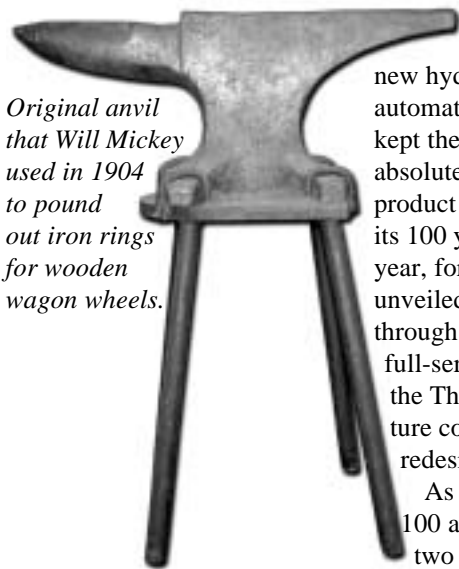 Original anvil
that Will Mickey
used in 1904
to pound
out iron rings
for wooden
wagon wheels.
new hyd
automat
kept the
absolute
product
its 100 y
year, for
unveiled
through
full-ser
the Th
ture co
redesi
As
100 a
two